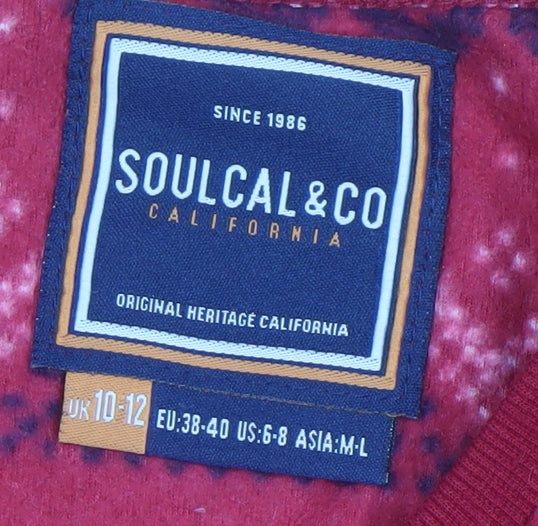 SINCE 1986
SOULCAL&CO
CALIFORNIA
ORIGINAL HERITAGE CALIFORNIA
UK 10-12 EU:38-40 US:6-8 ASIA:M-L